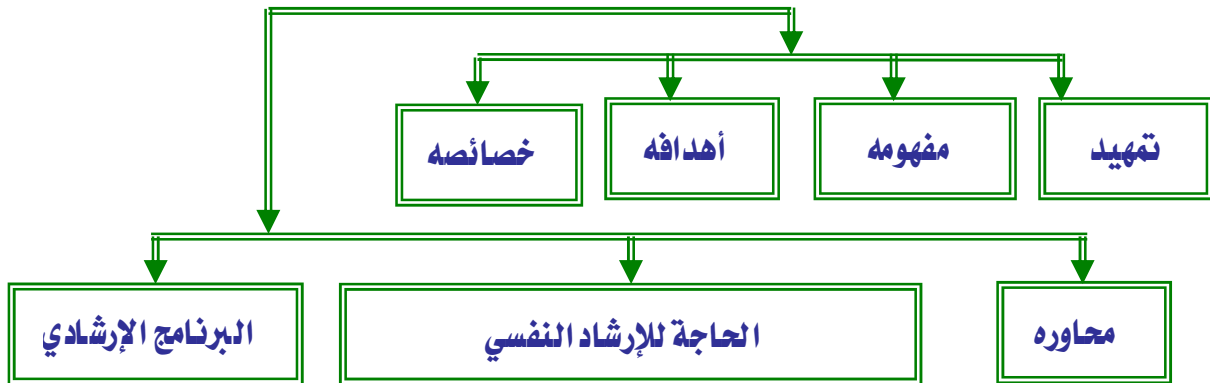 تمهيد
مفهومه
أهدافه
خصائصه
محاوره
الحاجة للإرشاد النفسي
البرنامج الإرشادي